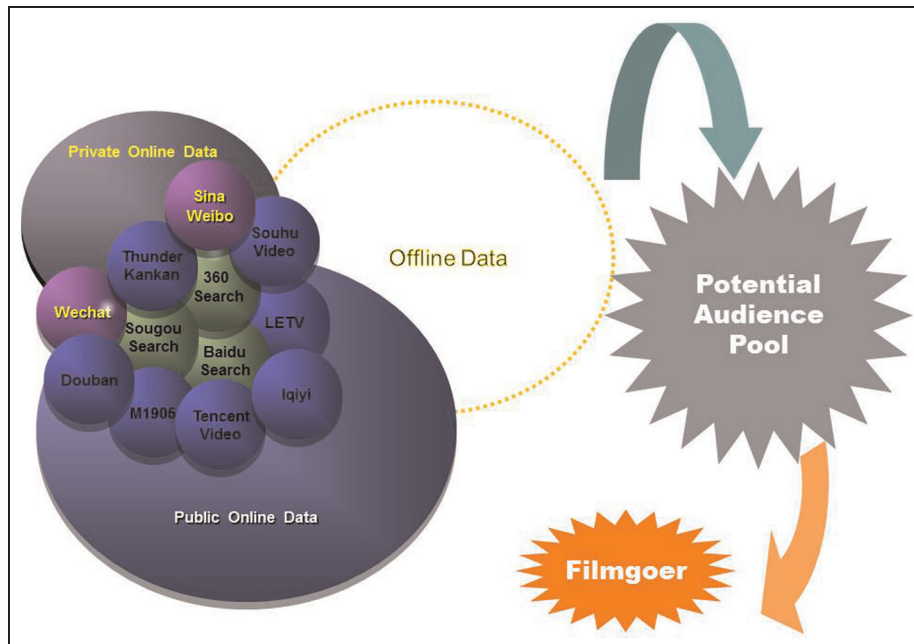 Private Online Data
Sina
Weibo
Souhu
Video
Thunder
Kankan
360
Search
Wechat
Sougou
Search
LETV
Baidu
Search
Douban
M1905
Tencent
Video
Iqiyi
Public Online Data
Offline Data
Potential
Audience
Pool
Filmgoer